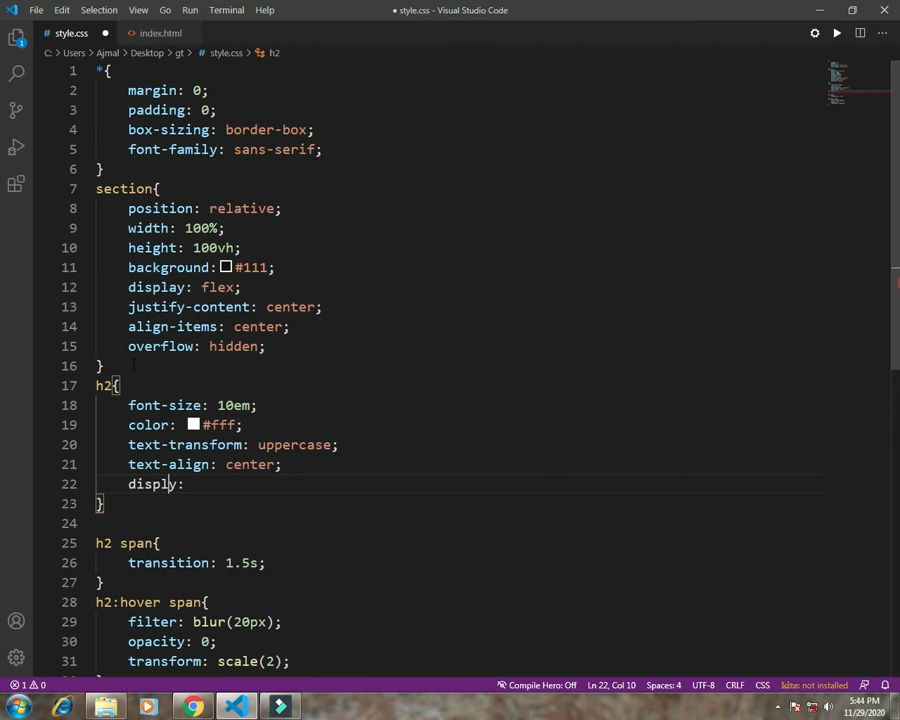 File Edit Selection View Go Run Terminal Help
● style.css - Visual Studio Code
# style.css ● <> index.html
C: > Users > Ajmal > Desktop > gt > # style.css > h2
1
1 *{
2 margin: 0;
3 padding: 0;
4 box-sizing: border-box;
5 font-family: sans-serif;
6 }
7 section{
8 position: relative;
9 width: 100%;
10 height: 100vh;
11 background: #111;
12 display: flex;
13 justify-content: center;
14 align-items: center;
15 overflow: hidden;
16 }
17 h2{
18 font-size: 10em;
19 color: #fff;
20 text-transform: uppercase;
21 text-align: center;
22 disply:
23 }
24
25 h2 span{
26 transition: 1.5s;
27 }
28 h2:hover span{
29 filter: blur(20px);
30 opacity: 0;
31 transform: scale(2);
1 0 Compile Hero: Off Ln 22, Col 10 Spaces: 4 UTF-8 CRLF CSS kite: not installed
5:44 PM
11/29/2020